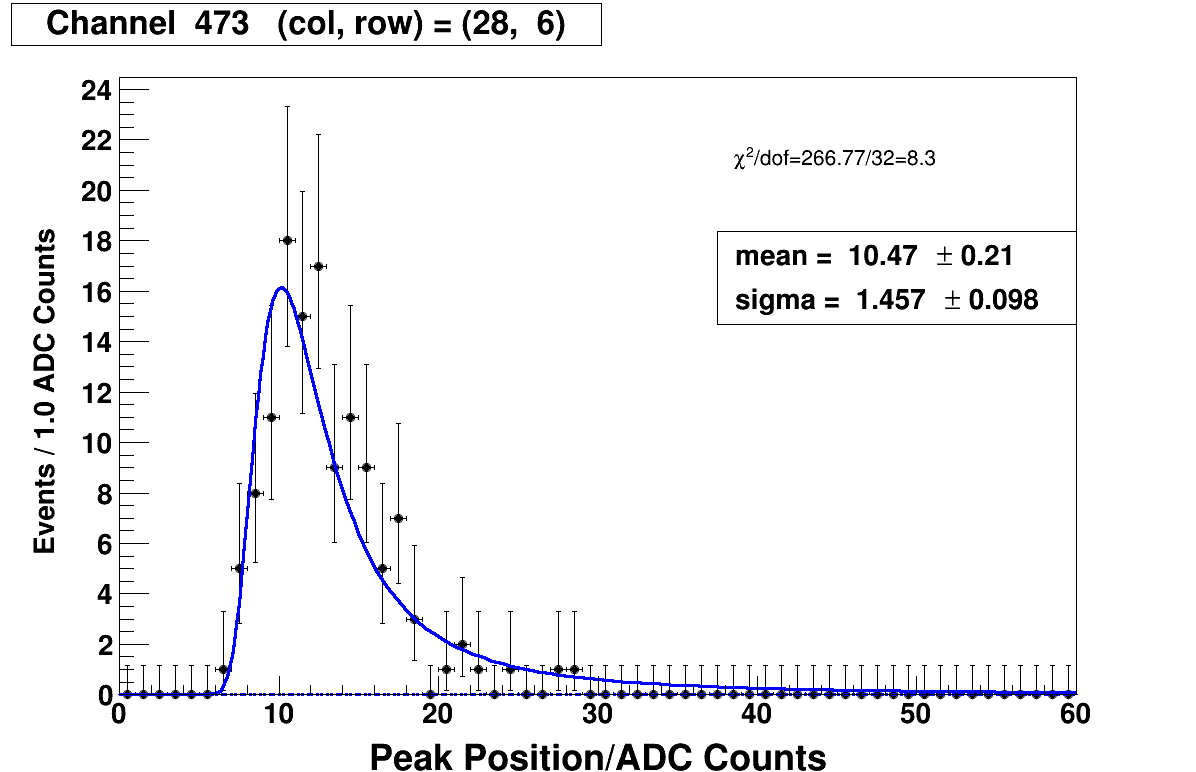 Channel 473 (col, row) = (28, 6)
24
22
20
18
16
14
12
10
8
6
4
2
0
Events / 1.0 ADC Counts
χ²/dof=266.77/32=8.3
mean = 10.47 ± 0.21
sigma = 1.457 ± 0.098
0 10 20 30 40 50 60
Peak Position/ADC Counts